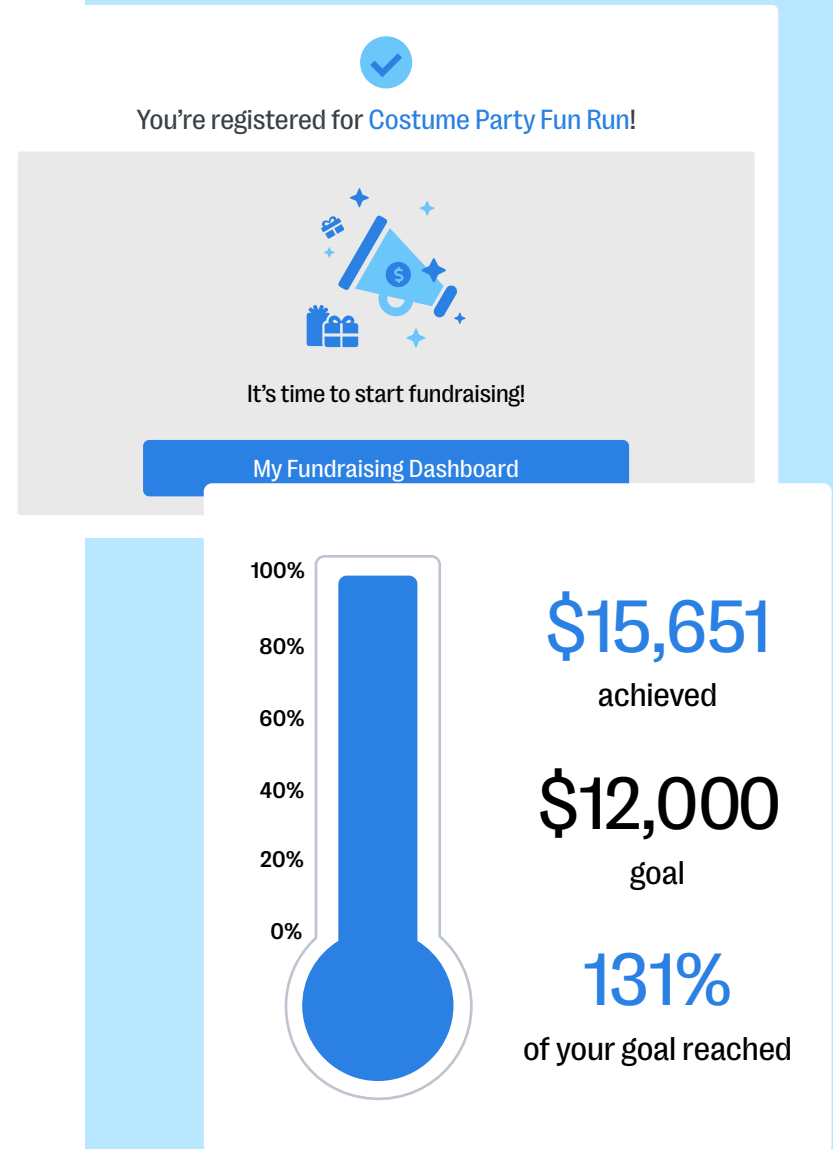 You’re registered for Costume Party Fun Run!
$
It’s time to start fundraising!
My Fundraising Dashboard
100%
80%
60%
40%
20%
0%
$15,651
achieved
$12,000
goal
131%
of your goal reached